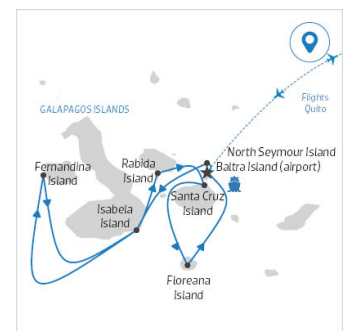 GALAPAGOS ISLANDS
Flights
Quito
North Seymour Island
Baltra Island (airport)
Fernandina
Island
Rabida
Island
Santa Cruz
Island
Isabela
Island
Floreana
Island